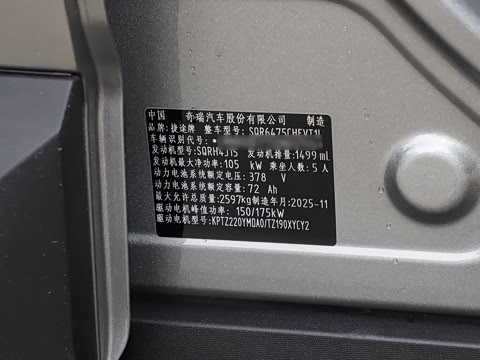 中国 奇瑞汽车股份有限公司 制造
品牌:捷途牌 整车型号:SQR6475CHEVT1L
车辆识别代号:
发动机型号:SQRH4J15 发动机排量:1499 mL
发动机最大净功率:105 kW 乘坐人数:5 人
动力电池系统额定电压:378 V
动力电池系统额定容量:72 Ah
最大允许总质量:2597kg 制造年月:2025-11
驱动电机峰值功率:150/175kW
驱动电机型号:KPTZ220YMDA0/TZ190XYCY2